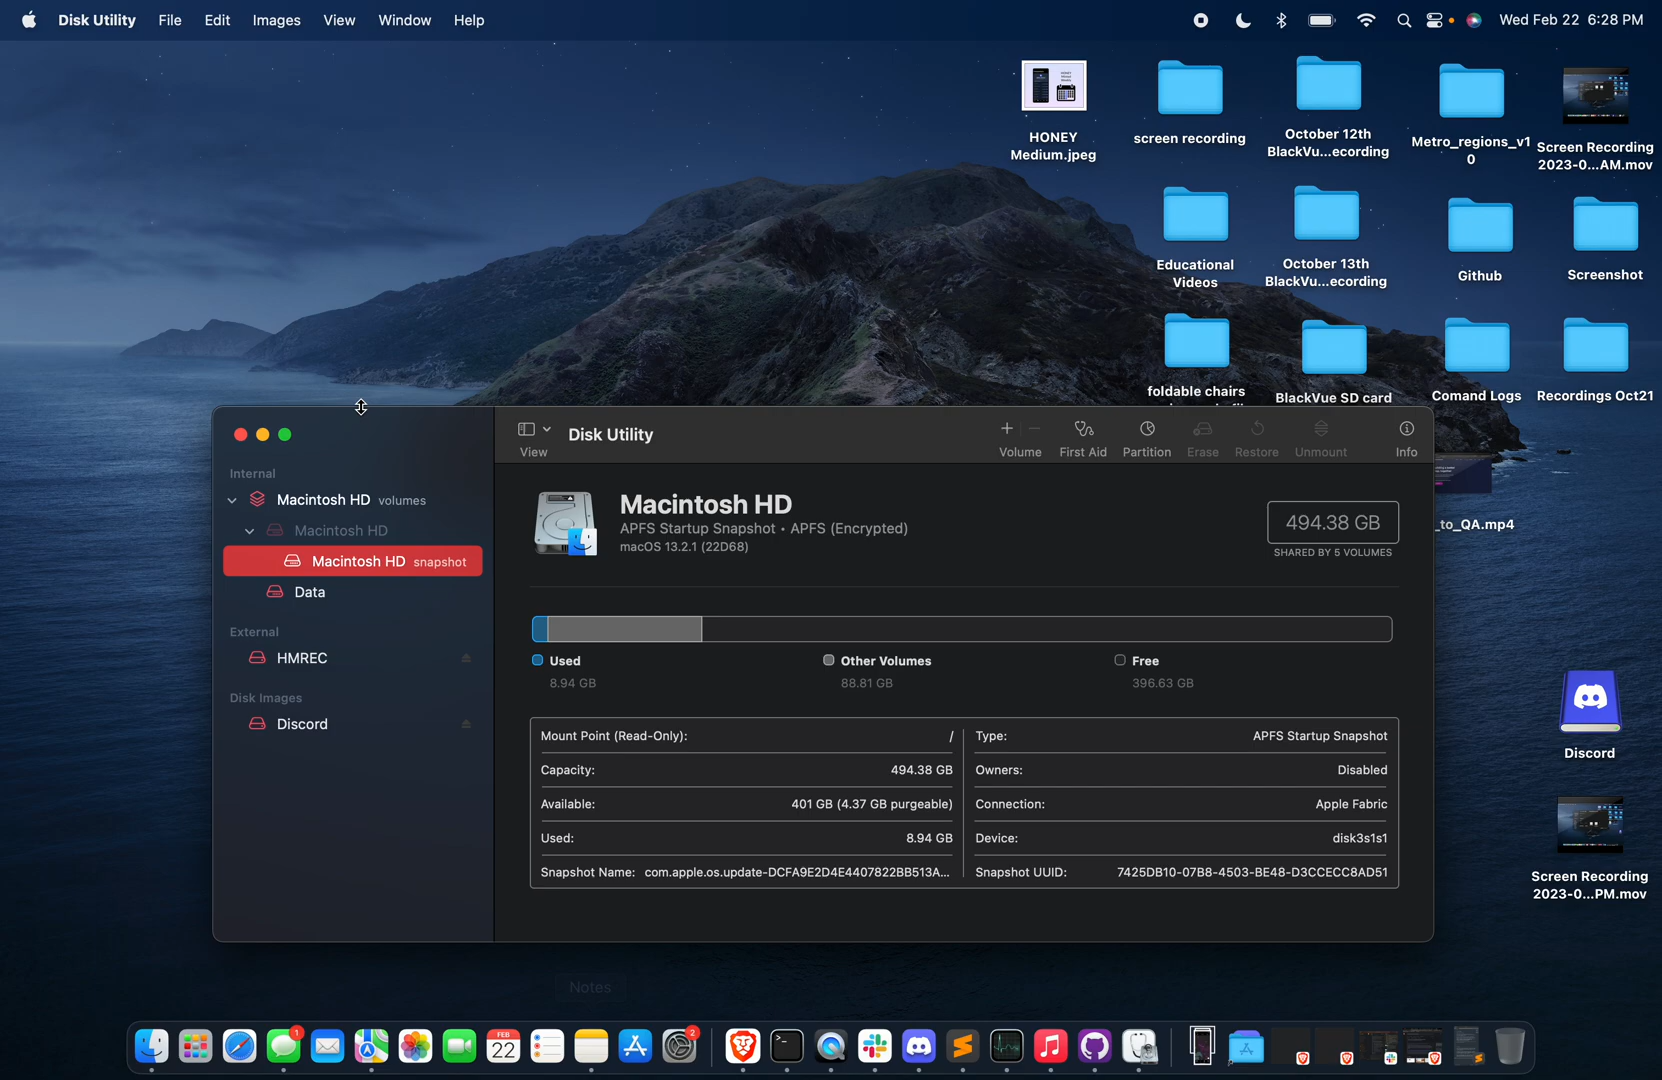 Disk Utility File Edit Images View Window Help
Wed Feb 22 6:28 PM
HONEY
Medium.jpeg
screen recording
October 12th
BlackVu...ecording
Metro_regions_v1
0
Screen Recording
2023-0...AM.mov
Educational
Videos
October 13th
BlackVu...ecording
Github
Screenshot
foldable chairs
BlackVue SD card
Comand Logs
Recordings Oct21
_to_QA.mp4
Discord
Screen Recording
2023-0...PM.mov
View
Disk Utility
Volume
First Aid
Partition
Erase
Restore
Unmount
Info
Internal
Macintosh HD volumes
Macintosh HD
Macintosh HD snapshot
Data
External
HMREC
Disk Images
Discord
Macintosh HD
APFS Startup Snapshot • APFS (Encrypted)
macOS 13.2.1 (22D68)
494.38 GB
SHARED BY 5 VOLUMES
Used
8.94 GB
Other Volumes
88.81 GB
Free
396.63 GB
Mount Point (Read-Only): /
Capacity: 494.38 GB
Available: 401 GB (4.37 GB purgeable)
Used: 8.94 GB
Snapshot Name: com.apple.os.update-DCFA9E2D4E4407822BB513A...
Type: APFS Startup Snapshot
Owners: Disabled
Connection: Apple Fabric
Device: disk3s1s1
Snapshot UUID: 7425DB10-07B8-4503-BE48-D3CCECC8AD51
Notes
1
FEB
22
2